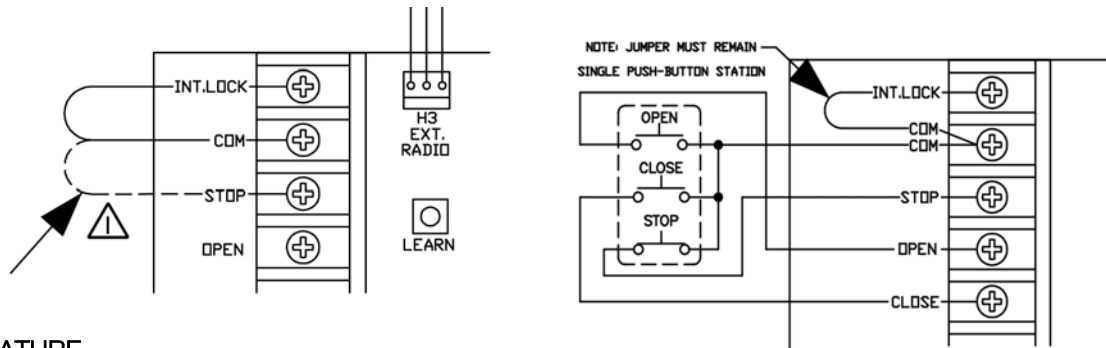 INT.LOCK
COM
STOP
OPEN
H3
EXT.
RADIO
LEARN
NOTE: JUMPER MUST REMAIN
SINGLE PUSH-BUTTON STATION
OPEN
CLOSE
STOP
INT.LOCK
COM
COM
STOP
OPEN
CLOSE